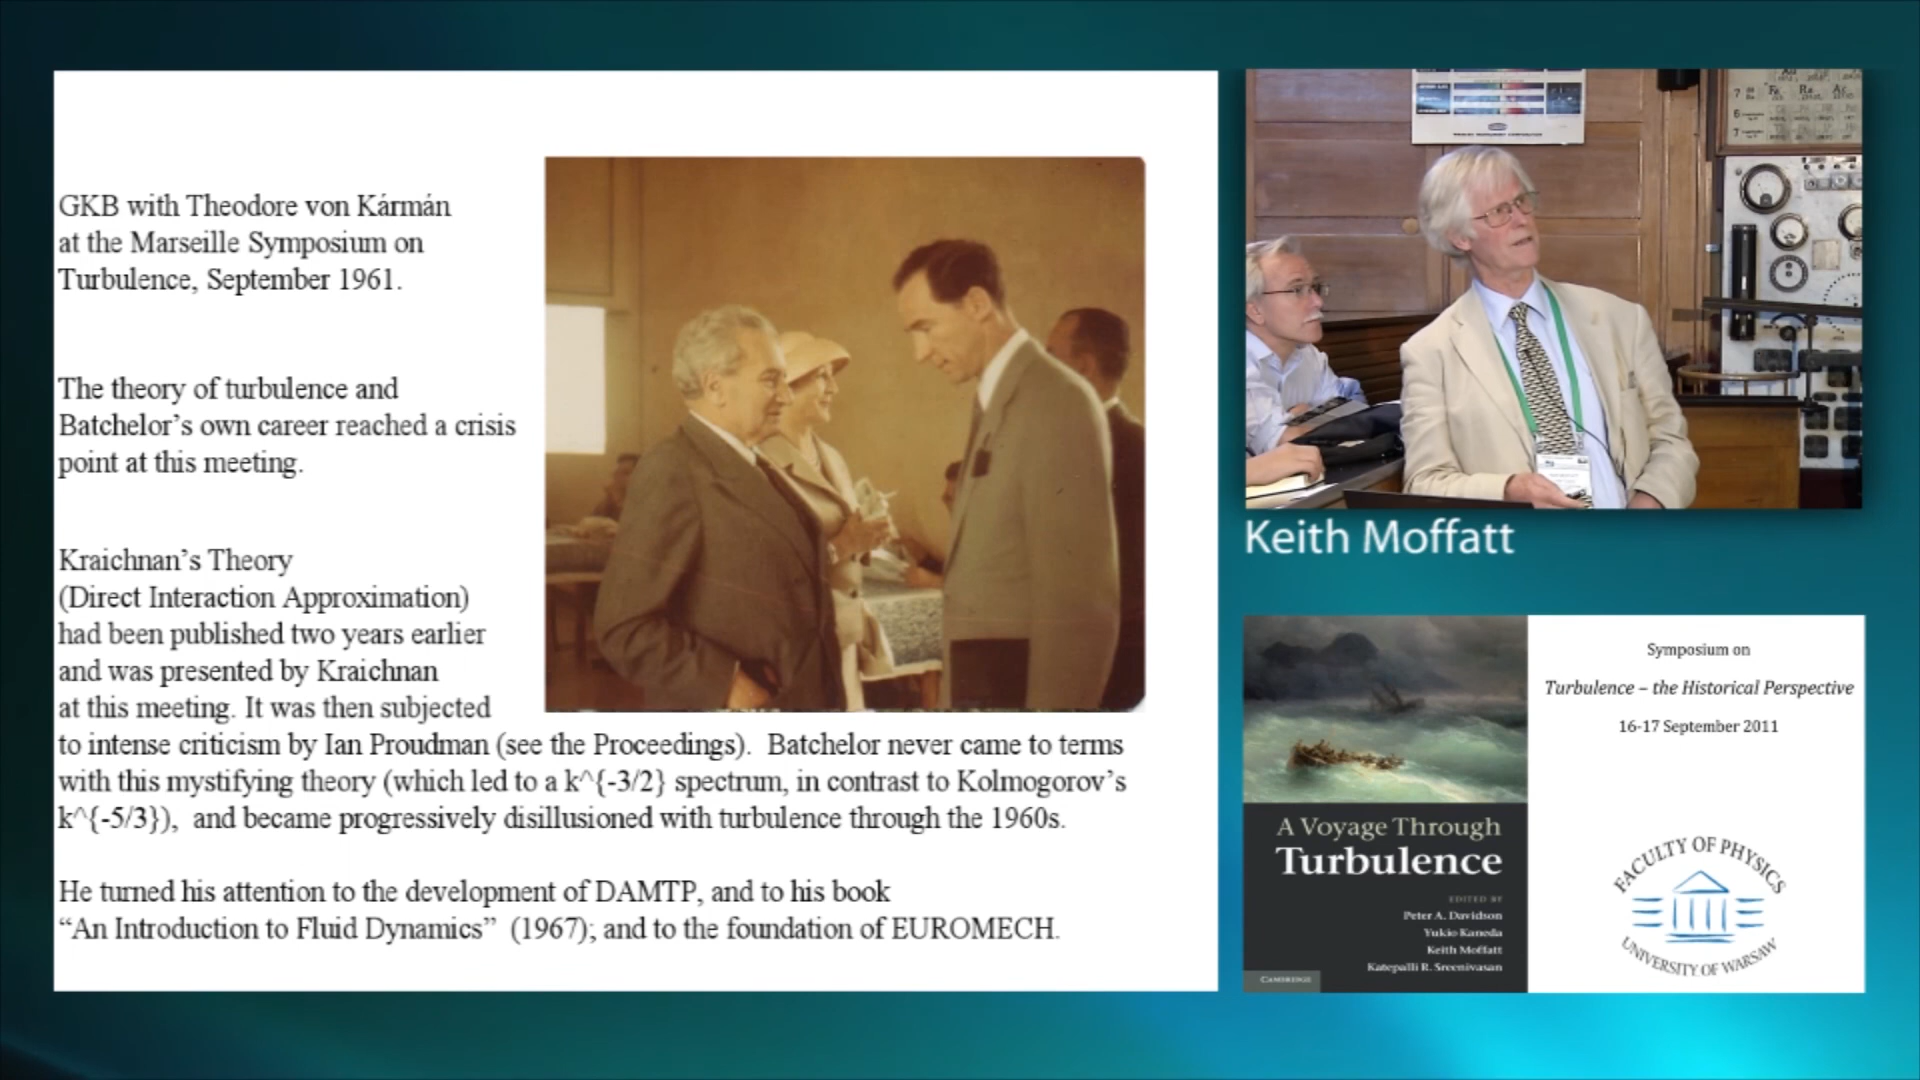 GKB with Theodore von Kármán
at the Marseille Symposium on
Turbulence, September 1961.
The theory of turbulence and
Batchelor’s own career reached a crisis
point at this meeting.
Kraichnan’s Theory
(Direct Interaction Approximation)
had been published two years earlier
and was presented by Kraichnan
at this meeting. It was then subjected
to intense criticism by Ian Proudman (see the Proceedings). Batchelor never came to terms
with this mystifying theory (which led to a k^{-3/2} spectrum, in contrast to Kolmogorov’s
k^{-5/3}), and became progressively disillusioned with turbulence through the 1960s.
He turned his attention to the development of DAMTP, and to his book
“An Introduction to Fluid Dynamics” (1967); and to the foundation of EUROMECH.
7 Fe Ra Ac
6
7
Keith Moffatt
A Voyage Through
Turbulence
EDITED BY
Peter A. Davidson
Yukio Kaneda
Keith Moffatt
Katepalli R. Sreenivasan
CAMBRIDGE
Symposium on
Turbulence – the Historical Perspective
16-17 September 2011
FACULTY OF PHYSICS
UNIVERSITY OF WARSAW